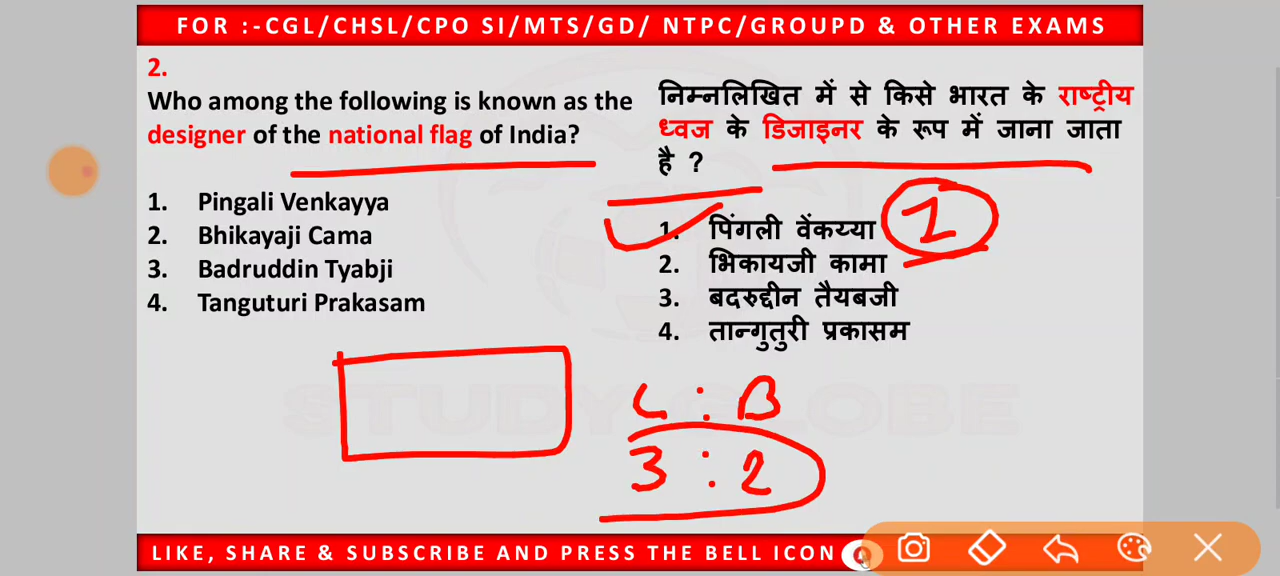 FOR :-CGL/CHSL/CPO SI/MTS/GD/ NTPC/GROUPD & OTHER EXAMS
2.
Who among the following is known as the
designer of the national flag of India?
1. Pingali Venkayya
2. Bhikayaji Cama
3. Badruddin Tyabji
4. Tanguturi Prakasam
निम्नलिखित में से किसे भारत के राष्ट्रीय
ध्वज के डिजाइनर के रूप में जाना जाता
है ?
1. पिंगली वेंकय्या 1
2. भिकायजी कामा
3. बदरुद्दीन तैयबजी
4. तान्गुतुरी प्रकासम
L : B
3 : 2
STUDY GLOBE
LIKE, SHARE & SUBSCRIBE AND PRESS THE BELL ICON